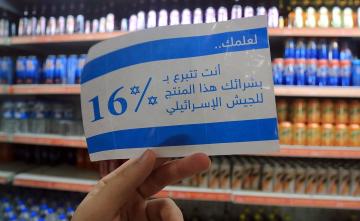 لعلمك..
أنت تتبرع بـ
16%
بشرائك هذا المنتج
للجيش الإسرائيلي